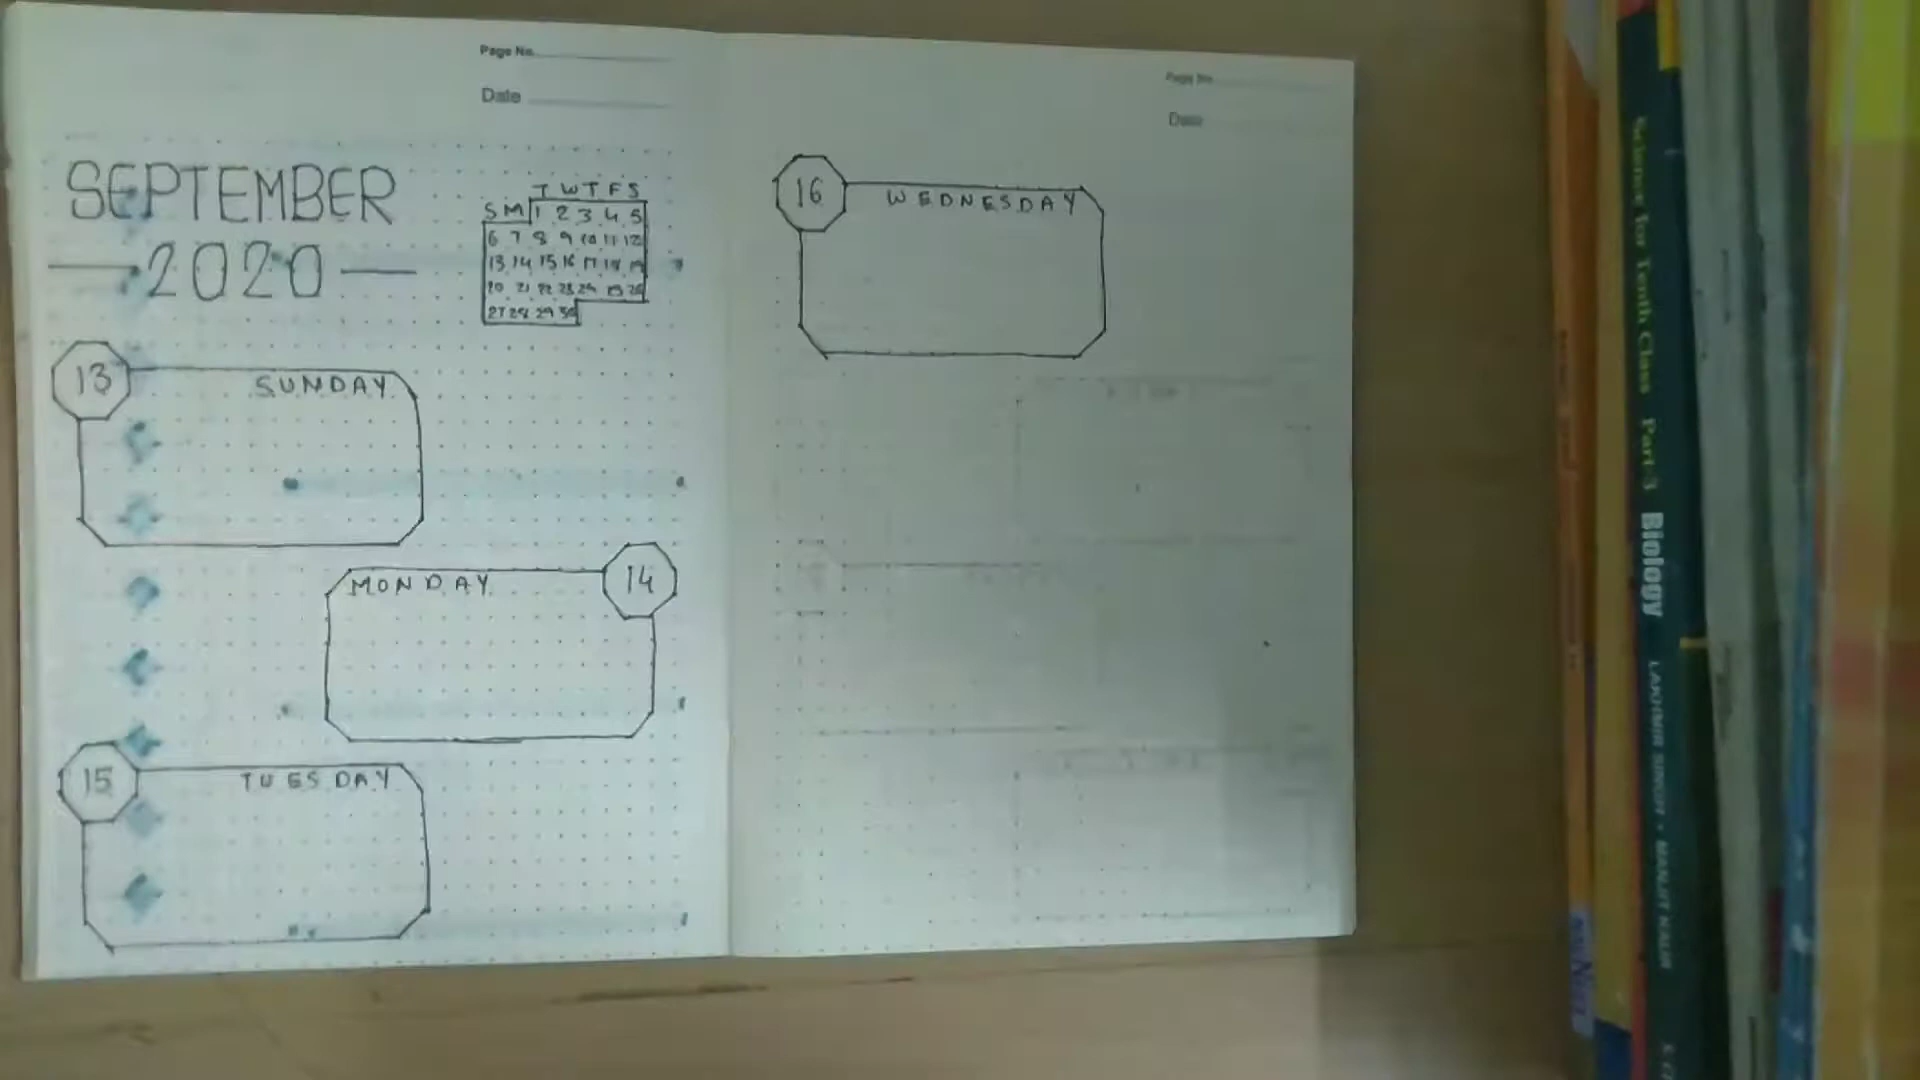 Page No.
Date
SEPTEMBER
2020
T W T F S
S M 1 2 3 4 5
6 7 8 9 10 11 12
13 14 15 16 17 18 19
20 21 22 23 24 25 26
27 28 29 30
13 SUNDAY
MONDAY 14
15 TUESDAY
Page No.
Date
16 WEDNESDAY
Science for Tenth Class Part-3 Biology LAKHMIR SINGH • MANJIT KAUR